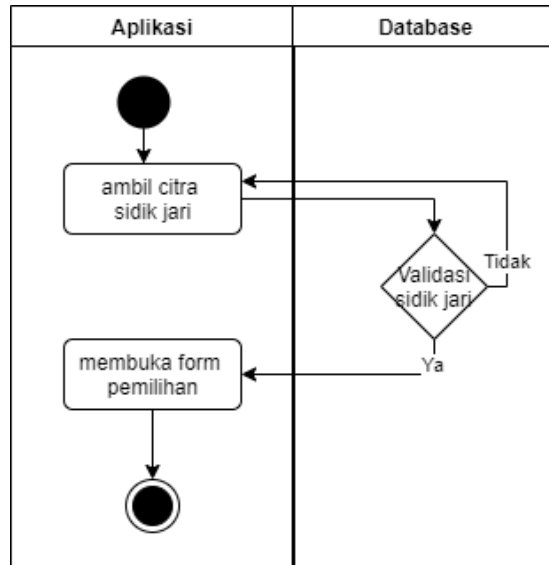 Aplikasi
Database
ambil citra
sidik jari
Validasi
sidik jari
Tidak
membuka form
pemilihan
Ya